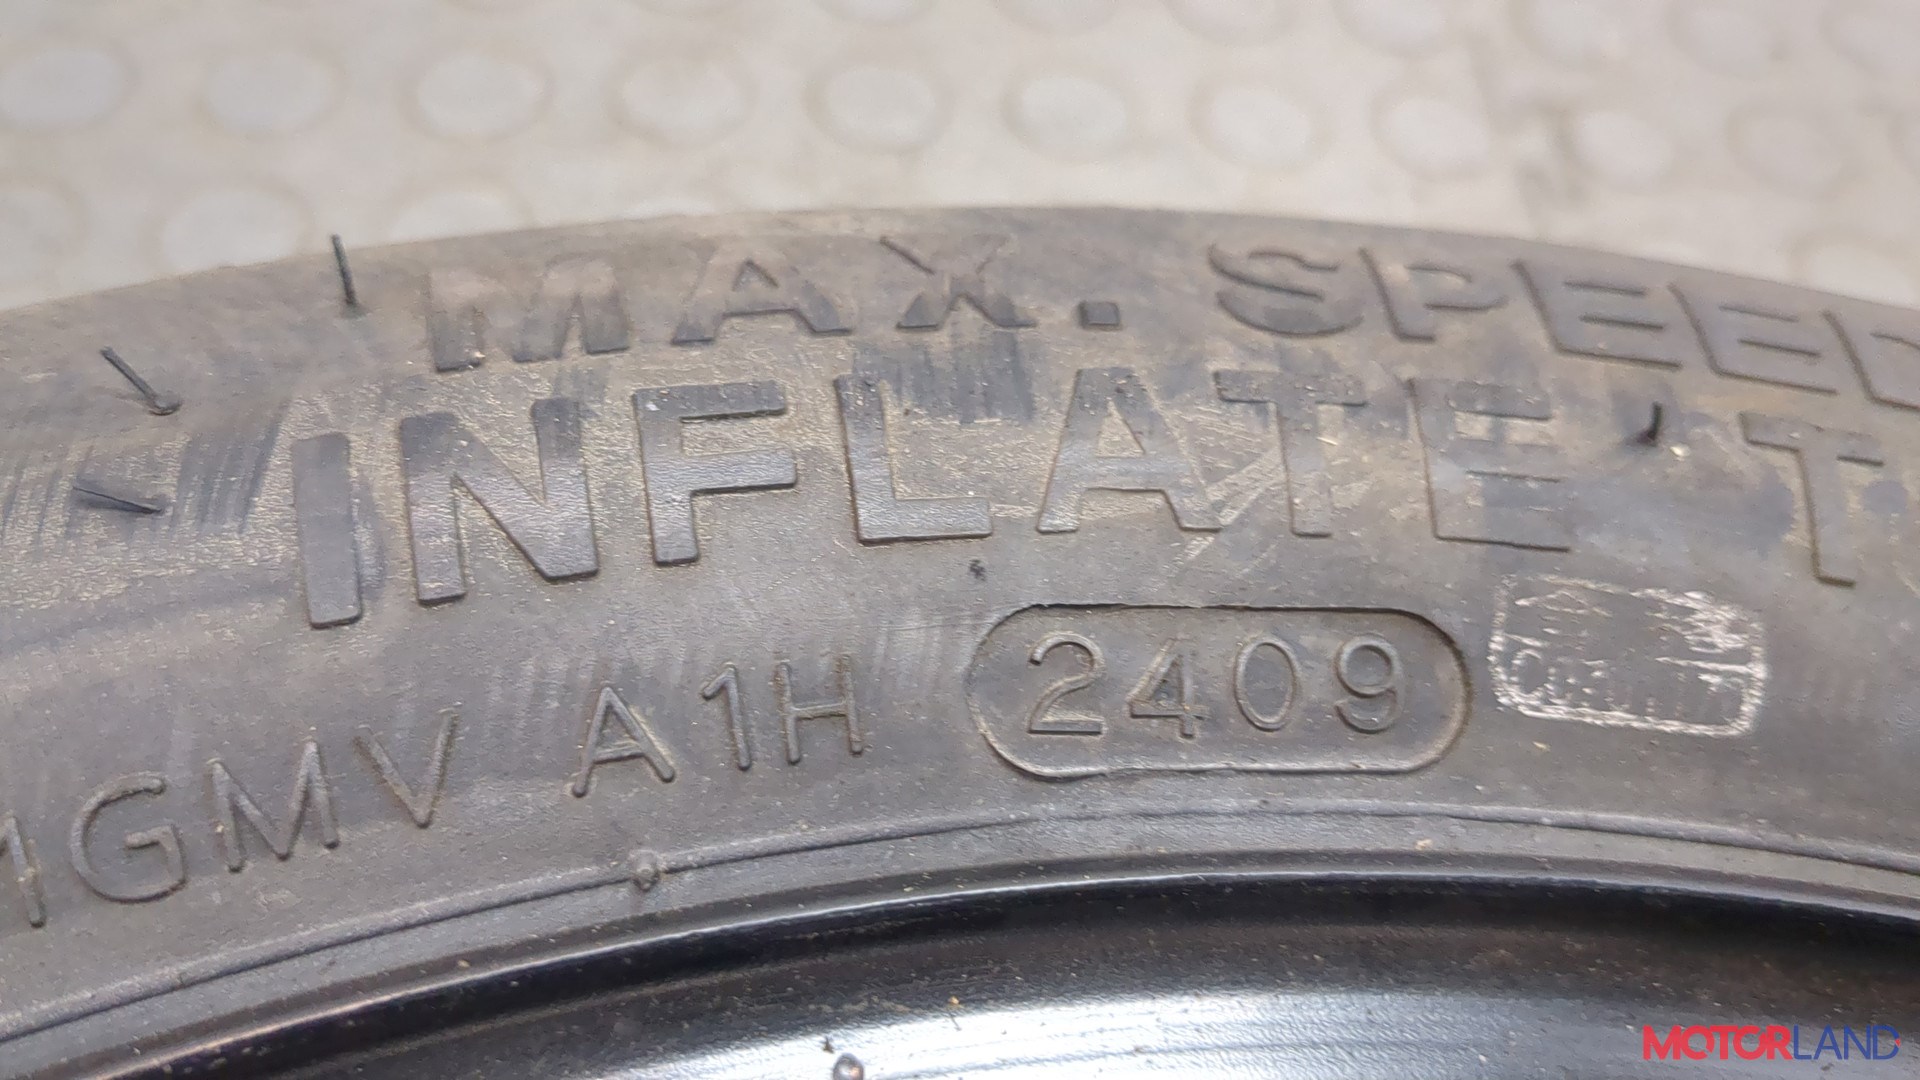 MAX. SPEED
INFLATE T
1GMV A1H 2409
MOTORLAND